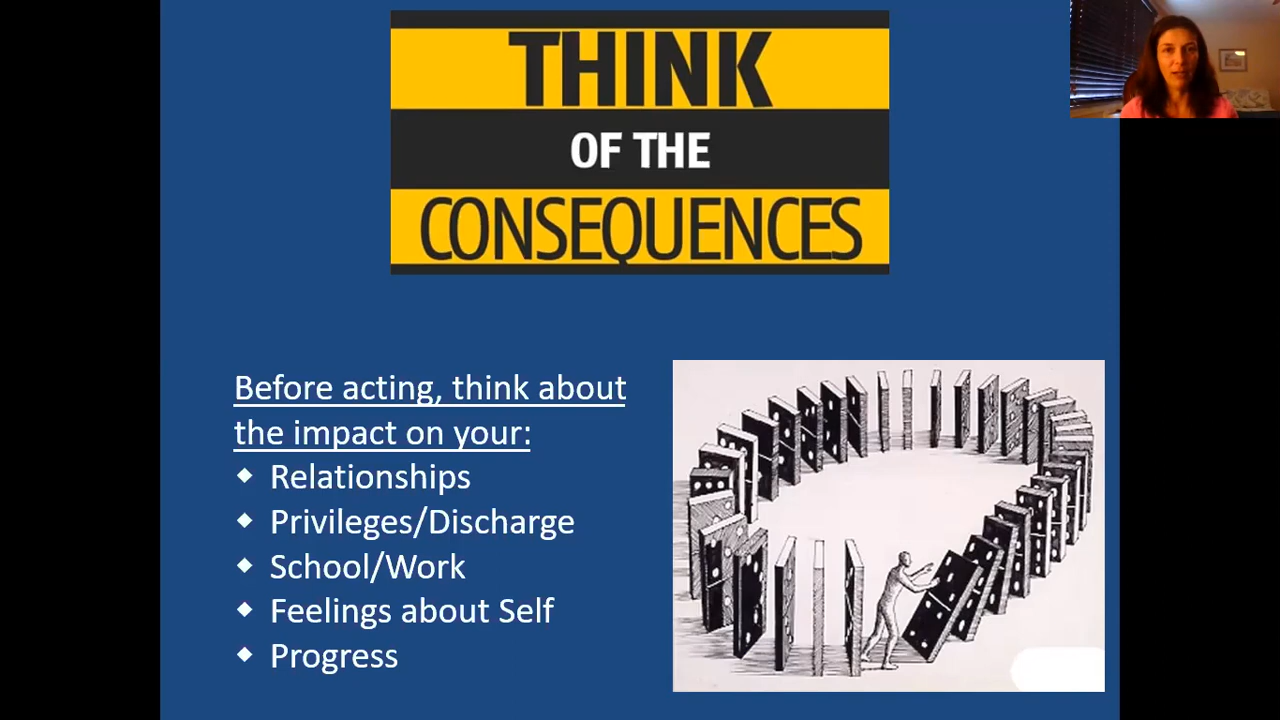 THINK
OF THE
CONSEQUENCES
Before acting, think about
the impact on your:
Relationships
Privileges/Discharge
School/Work
Feelings about Self
Progress